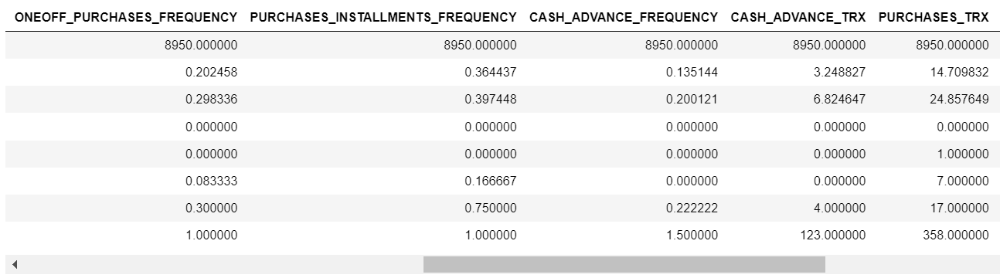 ONEOFF_PURCHASES_FREQUENCY PURCHASES_INSTALLMENTS_FREQUENCY CASH_ADVANCE_FREQUENCY CASH_ADVANCE_TRX PURCHASES_TRX
8950.000000 8950.000000 8950.000000 8950.000000 8950.000000
0.202458 0.364437 0.135144 3.248827 14.709832
0.298336 0.397448 0.200121 6.824647 24.857649
0.000000 0.000000 0.000000 0.000000 0.000000
0.000000 0.000000 0.000000 0.000000 1.000000
0.083333 0.166667 0.000000 0.000000 7.000000
0.300000 0.750000 0.222222 4.000000 17.000000
1.000000 1.000000 1.500000 123.000000 358.000000